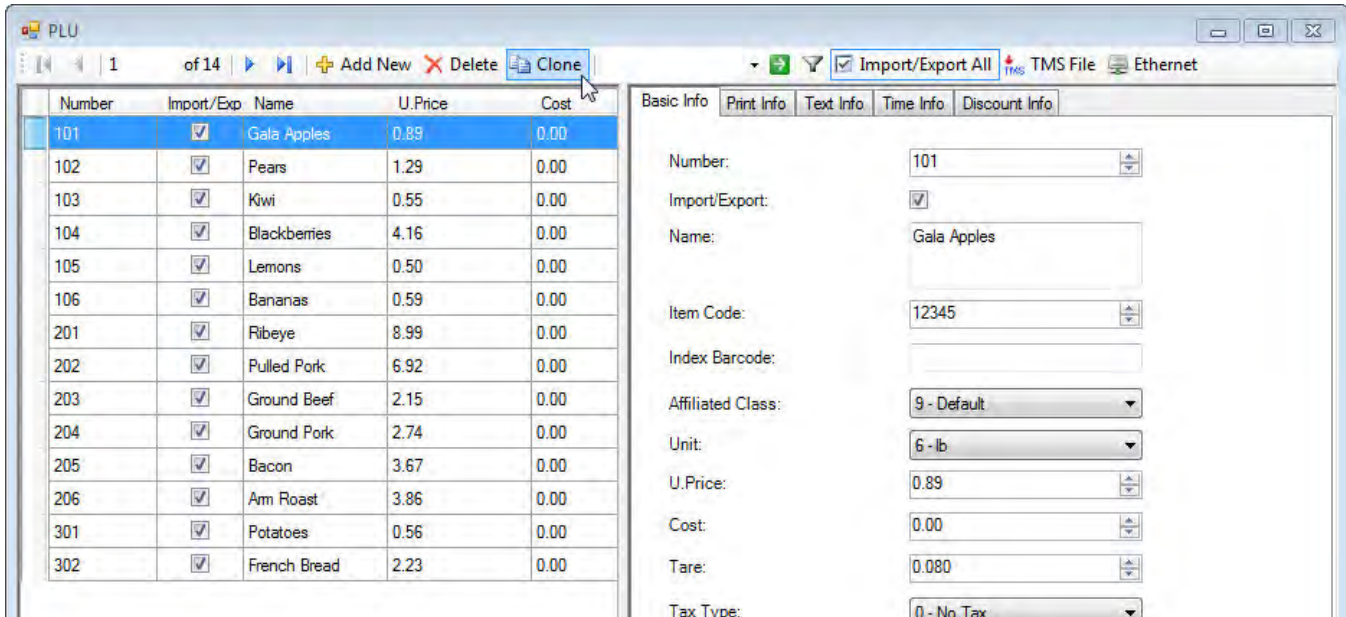 PLU
1 of 14 Add New Delete Clone Import/Export All TMS TMS File Ethernet
Number Import/Exp Name U.Price Cost
101 Gala Apples 0.89 0.00
102 Pears 1.29 0.00
103 Kiwi 0.55 0.00
104 Blackberries 4.16 0.00
105 Lemons 0.50 0.00
106 Bananas 0.59 0.00
201 Ribeye 8.99 0.00
202 Pulled Pork 6.92 0.00
203 Ground Beef 2.15 0.00
204 Ground Pork 2.74 0.00
205 Bacon 3.67 0.00
206 Arm Roast 3.86 0.00
301 Potatoes 0.56 0.00
302 French Bread 2.23 0.00
Basic Info Print Info Text Info Time Info Discount Info
Number: 101
Import/Export:
Name: Gala Apples
Item Code: 12345
Index Barcode:
Affiliated Class: 9 - Default
Unit: 6 - lb
U.Price: 0.89
Cost: 0.00
Tare: 0.080
Tax Type: 0 - No Tax